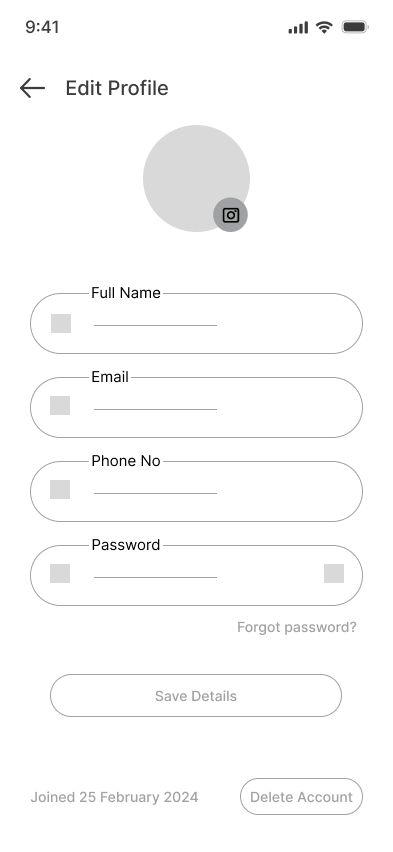 9:41
Edit Profile
Full Name
Email
Phone No
Password
Forgot password?
Save Details
Joined 25 February 2024
Delete Account